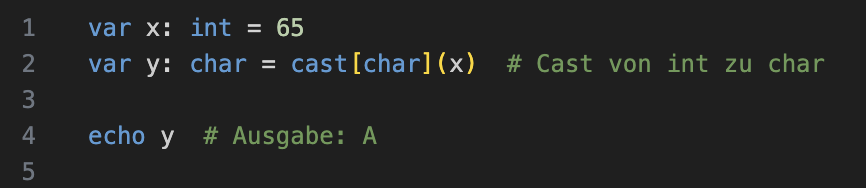 1 var x: int = 65
2 var y: char = cast[char](x)  # Cast von int zu char
3
4 echo y  # Ausgabe: A
5